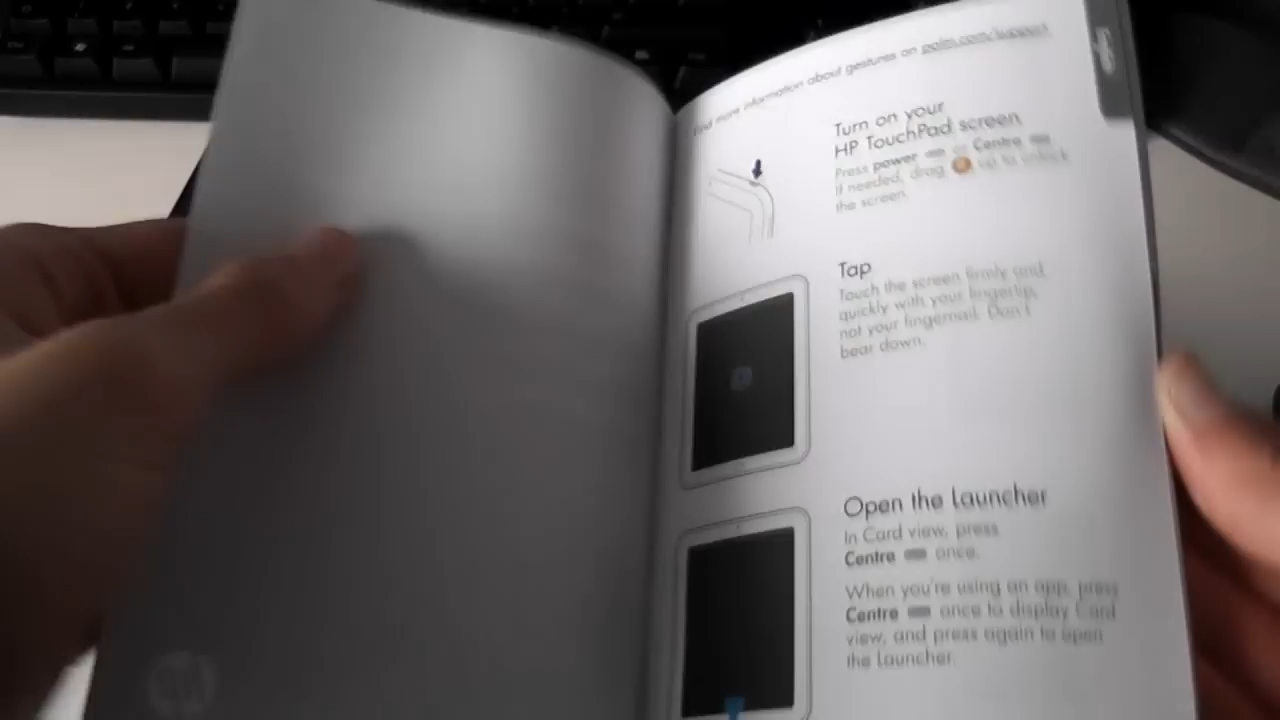 Find more information about gestures on palm.com/support
Turn on your
HP TouchPad screen
Press power or Centre
If needed, drag up to unlock
the screen.
Tap
Touch the screen firmly and
quickly with your fingertip,
not your fingernail. Don't
bear down.
Open the Launcher
In Card view, press
Centre once.
When you're using an app, press
Centre once to display Card
view, and press again to open
the Launcher.
hp